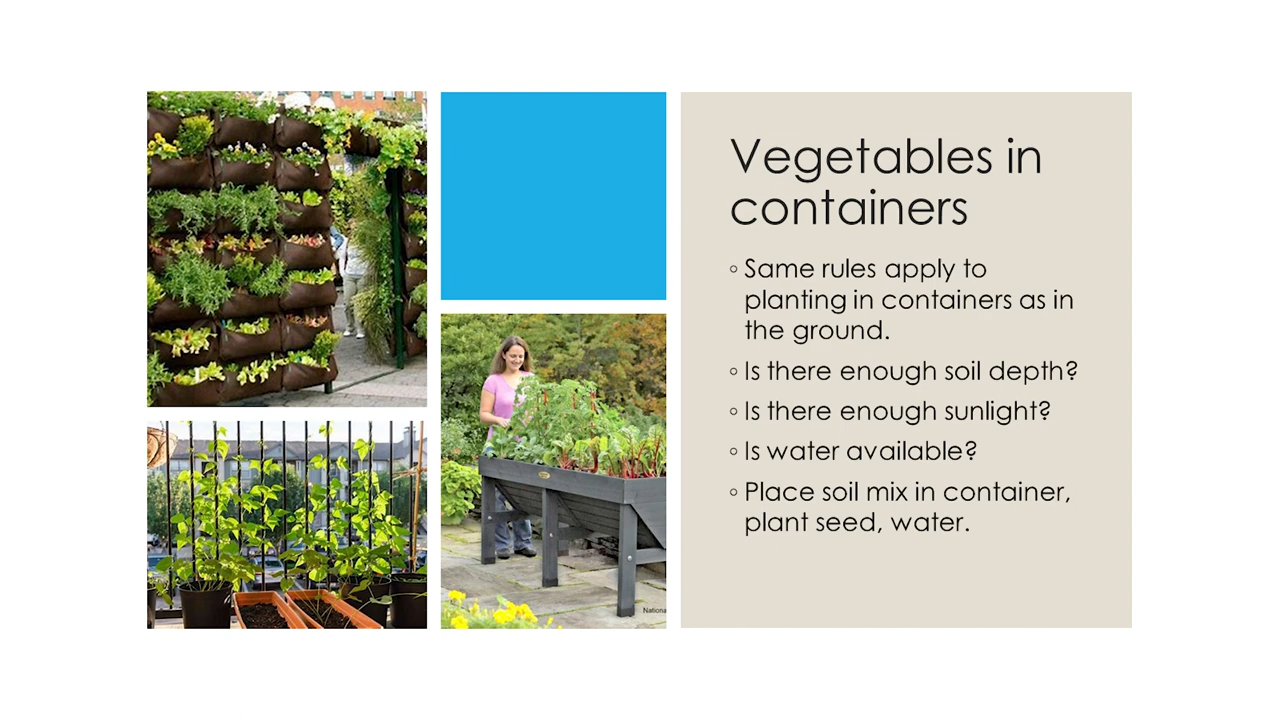 Vegetables in
containers
◦ Same rules apply to
planting in containers as in
the ground.
◦ Is there enough soil depth?
◦ Is there enough sunlight?
◦ Is water available?
◦ Place soil mix in container,
plant seed, water.
Nationa